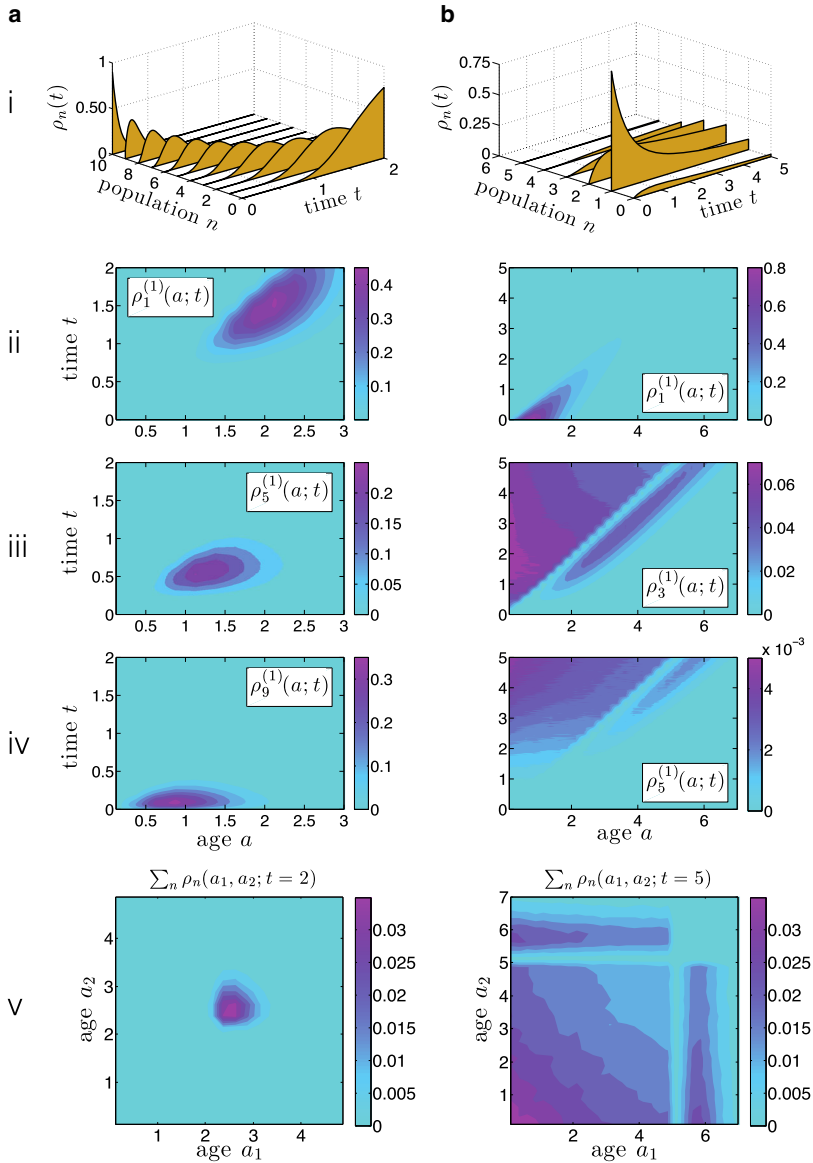 a
b
i
1
0.50
0
ρₙ(t)
10 8 6 4 2 0
population n
0 1 2
time t
0.75
0.50
0.25
0
ρₙ(t)
6 5 4 3 2 1 0
population n
0 1 2 3 4 5
time t
ii
2
1.5
1
0.5
0
time t
ρ₁⁽¹⁾(a; t)
0.5 1 1.5 2 2.5 3
0.4
0.3
0.2
0.1
5
4
3
2
1
0
ρ₁⁽¹⁾(a; t)
2 4 6
0.8
0.6
0.4
0.2
0
iii
2
1.5
1
0.5
0
time t
ρ₅⁽¹⁾(a; t)
0.5 1 1.5 2 2.5 3
0.2
0.15
0.1
0.05
0
5
4
3
2
1
0
ρ₃⁽¹⁾(a; t)
2 4 6
0.06
0.04
0.02
0
iv
2
1.5
1
0.5
0
time t
ρ₉⁽¹⁾(a; t)
0.5 1 1.5 2 2.5 3
age a
0.3
0.2
0.1
0
5
4
3
2
1
0
ρ₅⁽¹⁾(a; t)
2 4 6
age a
x 10⁻³
4
2
0
v
∑ₙ ρₙ(a₁, a₂; t = 2)
4
3
2
1
age a₂
1 2 3 4
age a₁
0.03
0.025
0.02
0.015
0.01
0.005
0
∑ₙ ρₙ(a₁, a₂; t = 5)
7
6
5
4
3
2
1
age a₂
2 4 6
age a₁
0.03
0.025
0.02
0.015
0.01
0.005
0